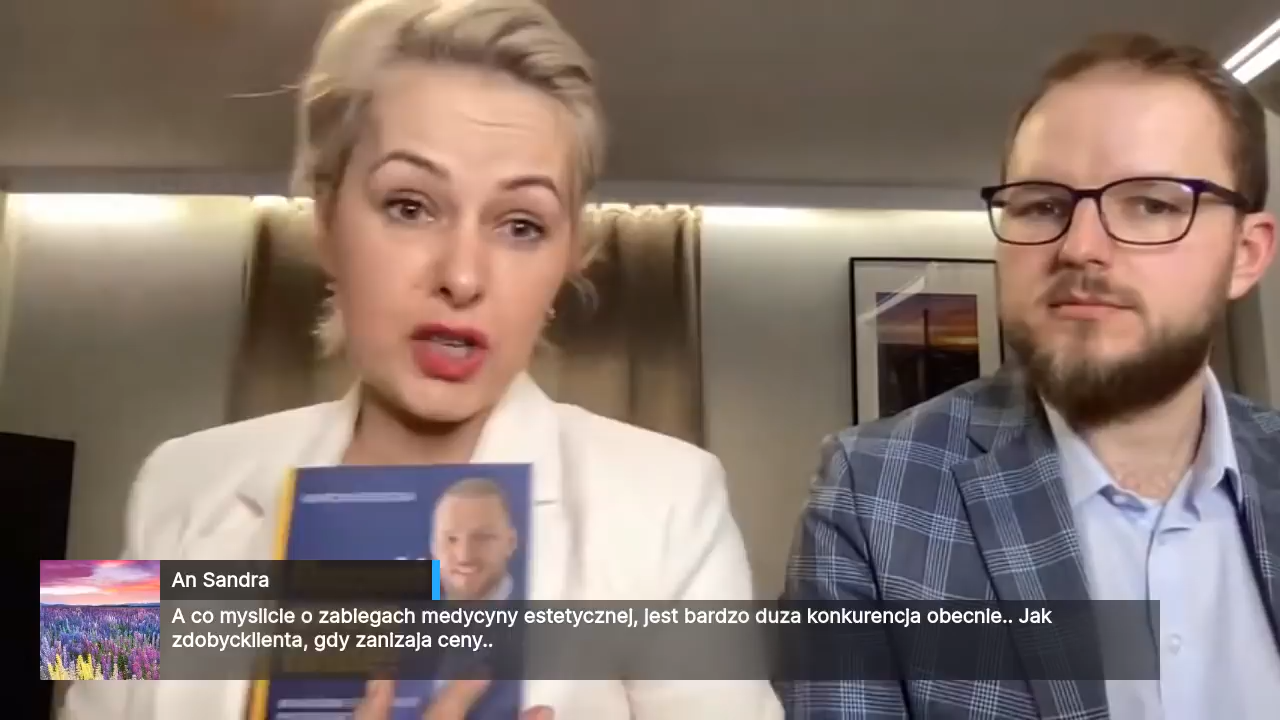 An Sandra
A co myslicie o zabiegach medycyny estetycznej, jest bardzo duza konkurencja obecnie.. Jak
zdobycklienta, gdy zanizaja ceny..